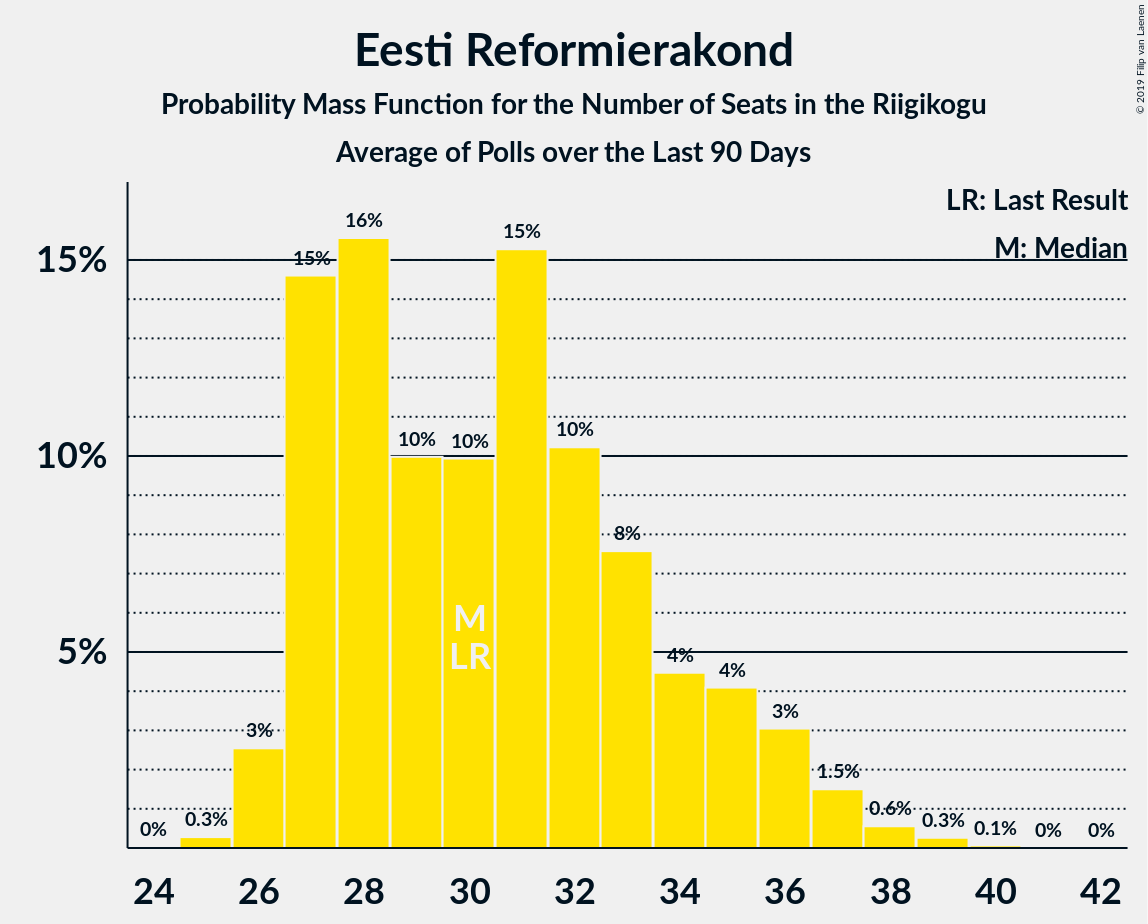 Eesti Reformierakond
Probability Mass Function for the Number of Seats in the Riigikogu
Average of Polls over the Last 90 Days
© 2019 Filip van Laenen
LR: Last Result
M: Median
15%
10%
5%
0%
0.3%
3%
15%
16%
10%
10%
15%
10%
8%
4%
4%
3%
1.5%
0.6%
0.3%
0.1%
0%
0%
M
LR
24 26 28 30 32 34 36 38 40 42